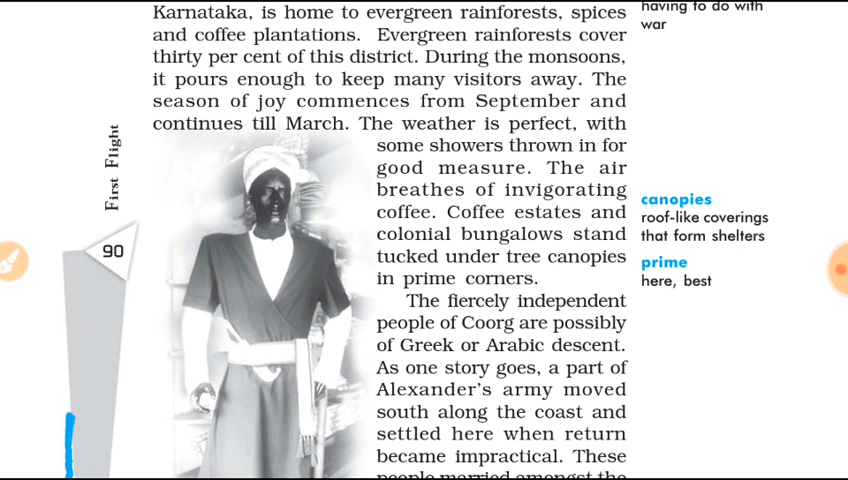 Karnataka, is home to evergreen rainforests, spices
and coffee plantations. Evergreen rainforests cover
thirty per cent of this district. During the monsoons,
it pours enough to keep many visitors away. The
season of joy commences from September and
continues till March. The weather is perfect, with
some showers thrown in for
good measure. The air
breathes of invigorating
coffee. Coffee estates and
colonial bungalows stand
tucked under tree canopies
in prime corners.
The fiercely independent
people of Coorg are possibly
of Greek or Arabic descent.
As one story goes, a part of
Alexander's army moved
south along the coast and
settled here when return
became impractical. These
people married amongst the
having to do with
war
canopies
roof-like coverings
that form shelters
prime
here, best
First Flight
90